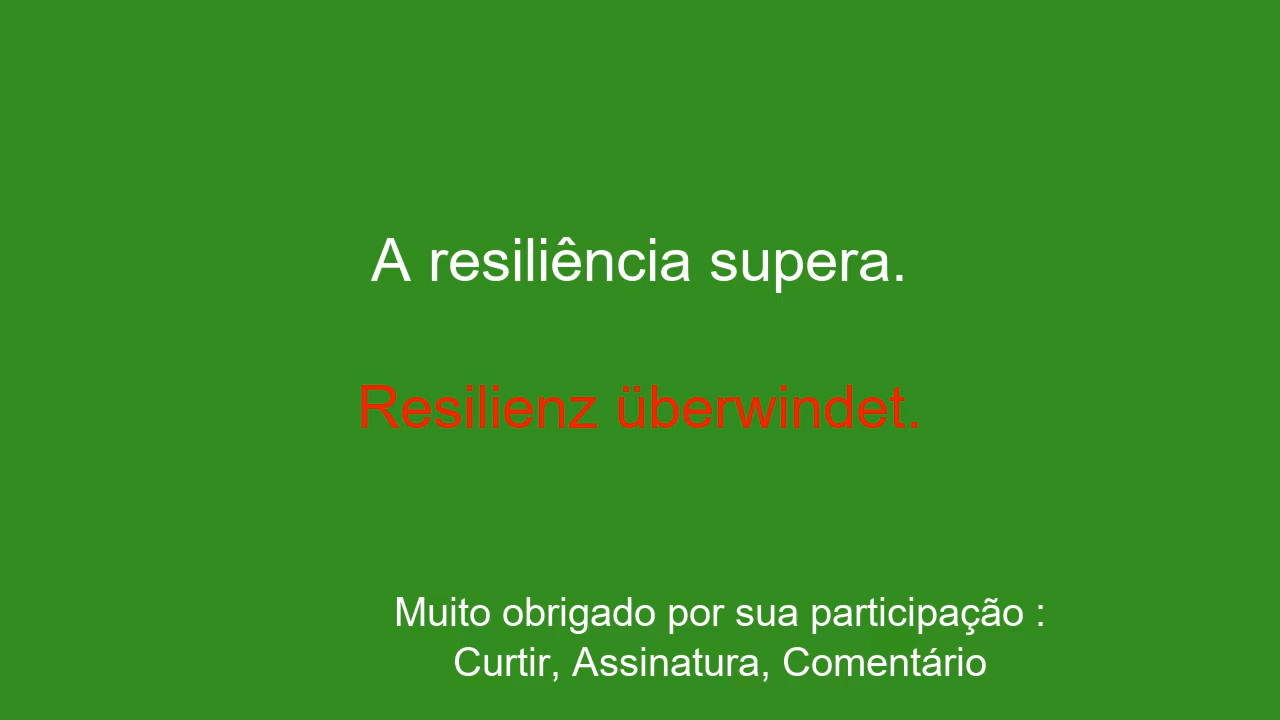 A resiliência supera.
Resilienz überwindet.
Muito obrigado por sua participação :
Curtir, Assinatura, Comentário